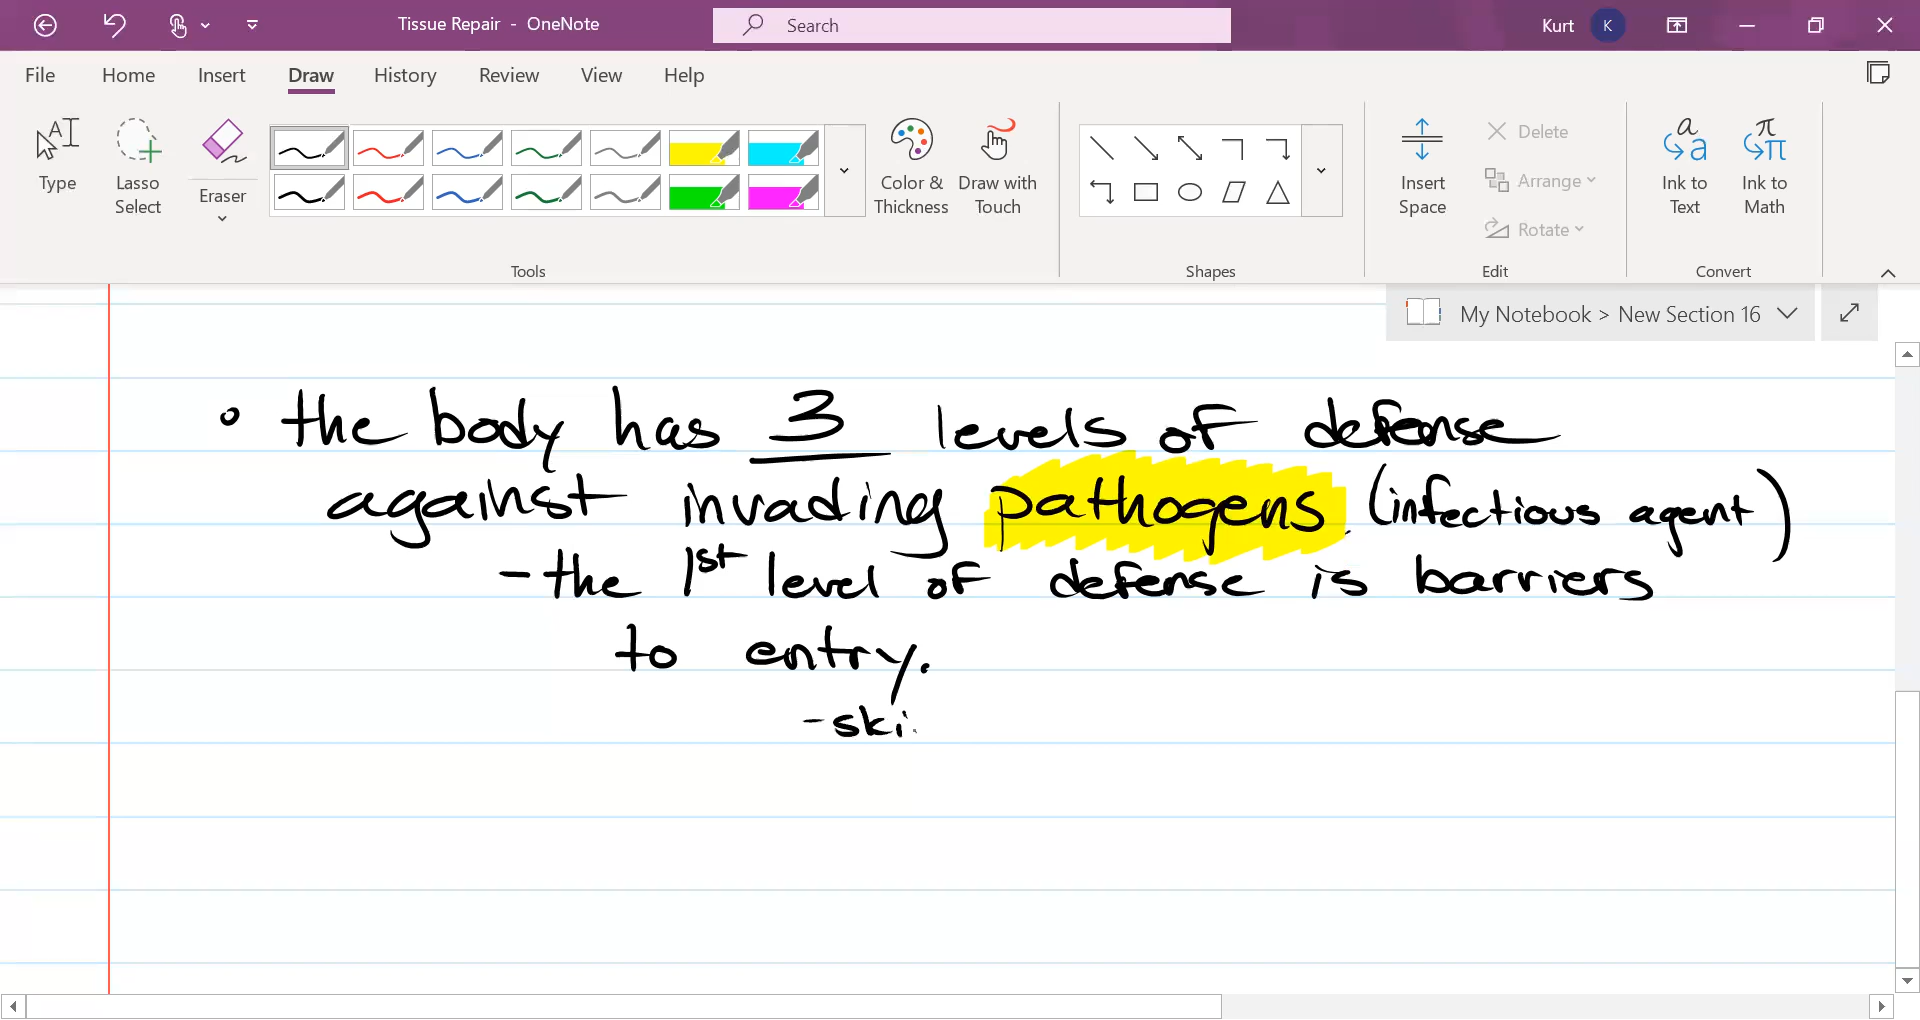 Tissue Repair - OneNote
Search
Kurt
K
File Home Insert Draw History Review View Help
Type
Lasso Select
Eraser
Color & Thickness
Draw with Touch
Insert Space
Delete
Arrange
Rotate
Ink to Text
Ink to Math
Tools
Shapes
Edit
Convert
My Notebook > New Section 16
• the body has 3 levels of defense
against invading pathogens. (infectious agent)
- the 1st level of defense is barriers
to entry.
- ski